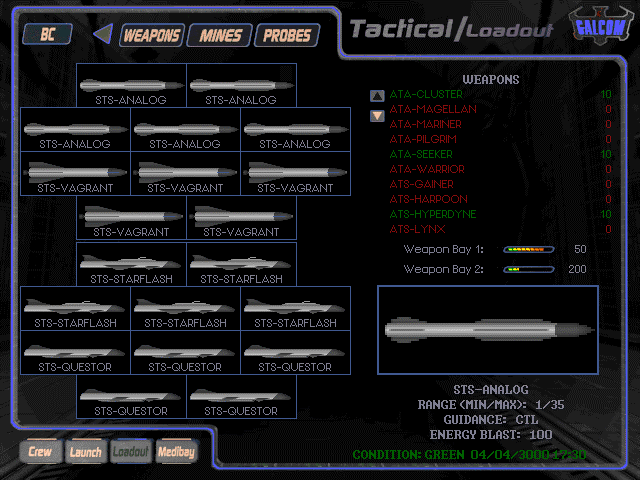 BC WEAPONS MINES PROBES Tactical/Loadout GALCOM
STS-ANALOG STS-ANALOG
STS-ANALOG STS-ANALOG STS-ANALOG
STS-VAGRANT STS-VAGRANT STS-VAGRANT
STS-VAGRANT STS-VAGRANT
STS-STARFLASH STS-STARFLASH
STS-STARFLASH STS-STARFLASH STS-STARFLASH
STS-QUESTOR STS-QUESTOR STS-QUESTOR
STS-QUESTOR STS-QUESTOR
WEAPONS
ATA-CLUSTER 10
ATA-MAGELLAN 0
ATA-MARINER 0
ATA-PILGRIM 0
ATA-SEEKER 10
ATA-WARRIOR 0
ATS-GAINER 0
ATS-HARPOON 0
ATS-HYPERDYNE 10
ATS-LYNX 0
Weapon Bay 1: 50
Weapon Bay 2: 200
STS-ANALOG
RANGE <MIN/MAX>: 1/35
GUIDANCE: CTL
ENERGY BLAST: 100
CONDITION: GREEN 04/04/3000 17:30
Crew Launch Loadout Medibay